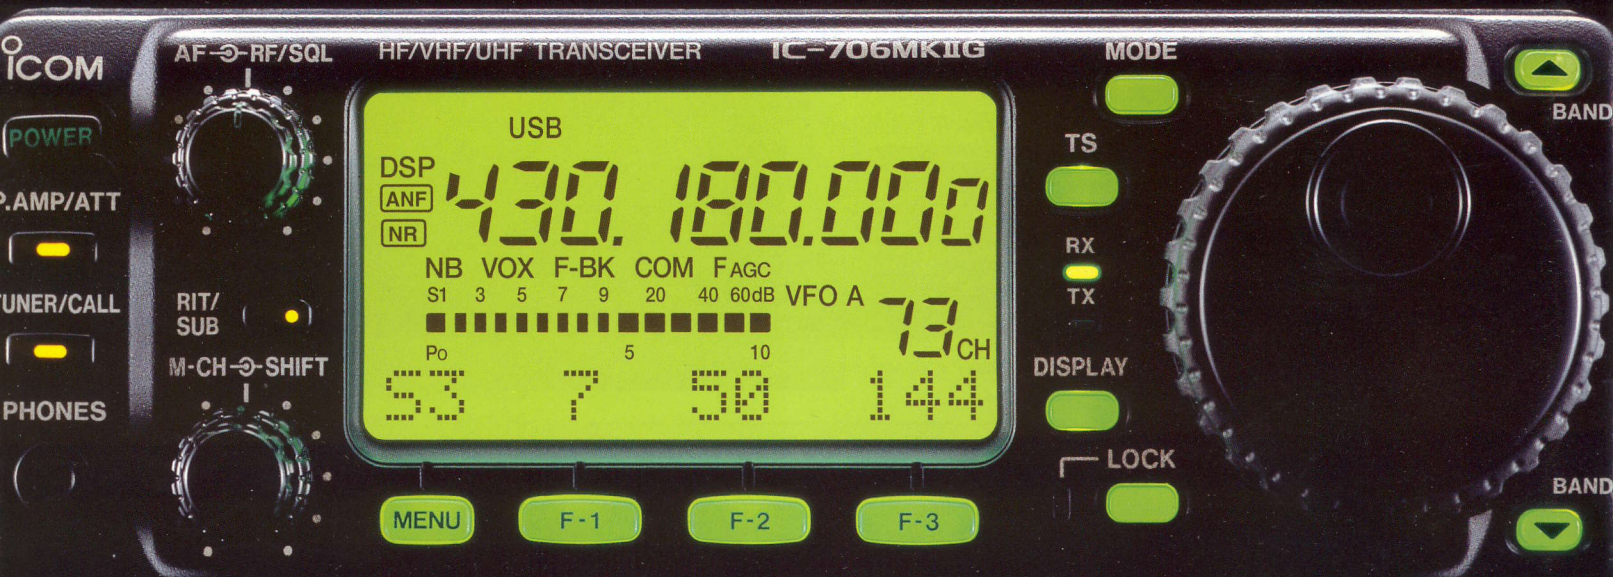 ICOM
AF RF/SQL
HF/VHF/UHF TRANSCEIVER
IC-706MKIIG
MODE
BAND
POWER
USB
TS
DSP
430.180.000
ANF
P.AMP/ATT
NR
RX
NB VOX F-BK COM F AGC
TX
S1 3 5 7 9 20 40 60dB
VFO A
TUNER/CALL
RIT/
SUB
73 CH
Po 5 10
M-CH SHIFT
DISPLAY
S3 7 50 144
PHONES
LOCK
BAND
MENU
F-1
F-2
F-3